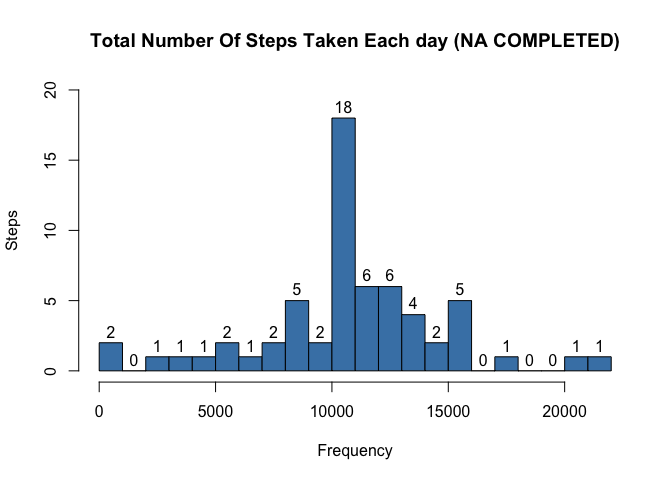 Total Number Of Steps Taken Each day (NA COMPLETED)
Steps
20
15
10
5
0
2 0 1 1 1 2 1 2 5 2 18 6 6 4 2 5 0 1 0 0 1 1
0 5000 10000 15000 20000
Frequency